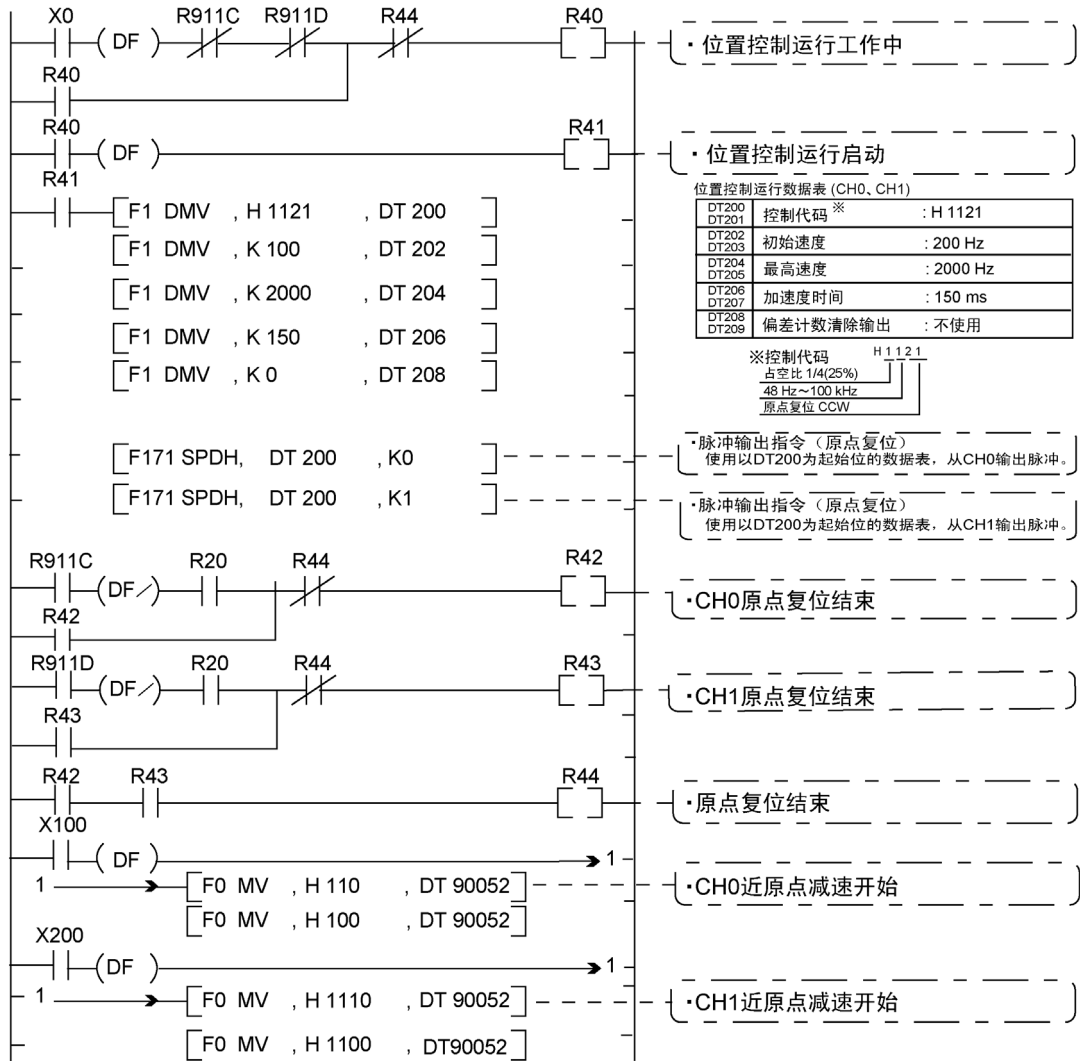 X0 R911C R911D R44 R40
( DF ) ·位置控制运行工作中
R40
R40 R41
( DF ) ·位置控制运行启动
R41
位置控制运行数据表 (CH0、CH1)
F1 DMV , H 1121 , DT 200
F1 DMV , K 100 , DT 202
F1 DMV , K 2000 , DT 204
F1 DMV , K 150 , DT 206
F1 DMV , K 0 , DT 208
DT200 DT201 控制代码※ : H 1121
DT202 DT203 初始速度 : 200 Hz
DT204 DT205 最高速度 : 2000 Hz
DT206 DT207 加速度时间 : 150 ms
DT208 DT209 偏差计数清除输出 : 不使用
※控制代码 H 1 1 2 1
占空比 1/4(25%)
48 Hz～100 kHz
原点复位 CCW
F171 SPDH, DT 200 , K0
·脉冲输出指令（原点复位）
使用以DT200为起始位的数据表，从CH0输出脉冲。
F171 SPDH, DT 200 , K1
·脉冲输出指令（原点复位）
使用以DT200为起始位的数据表，从CH1输出脉冲。
R911C R20 R44 R42
( DF/ ) ·CH0原点复位结束
R42
R911D R20 R44 R43
( DF/ ) ·CH1原点复位结束
R43
R42 R43 R44
·原点复位结束
X100
( DF ) 1
1 F0 MV , H 110 , DT 90052 ·CH0近原点减速开始
F0 MV , H 100 , DT 90052
X200
( DF ) 1
1 F0 MV , H 1110 , DT 90052 ·CH1近原点减速开始
F0 MV , H 1100 , DT90052